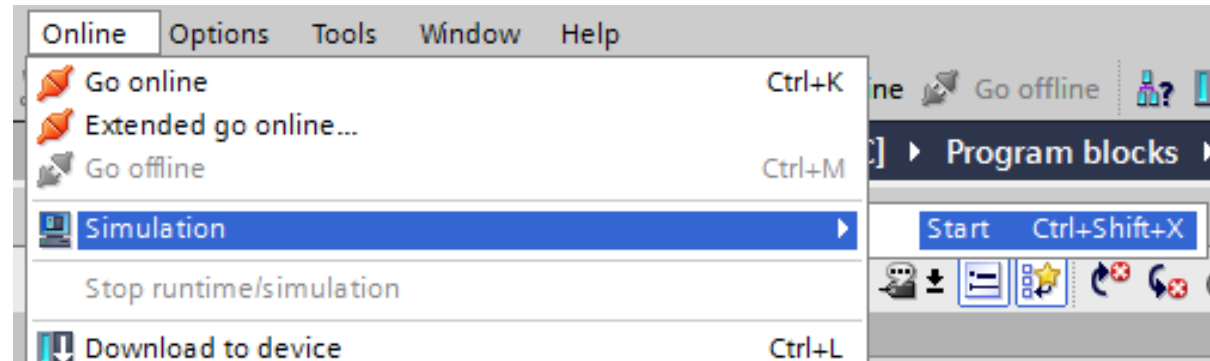 Online Options Tools Window Help
Go online Ctrl+K
Go offline
Extended go online...
Go offline Ctrl+M
Program blocks
Simulation
Start Ctrl+Shift+X
Stop runtime/simulation
Download to device Ctrl+L